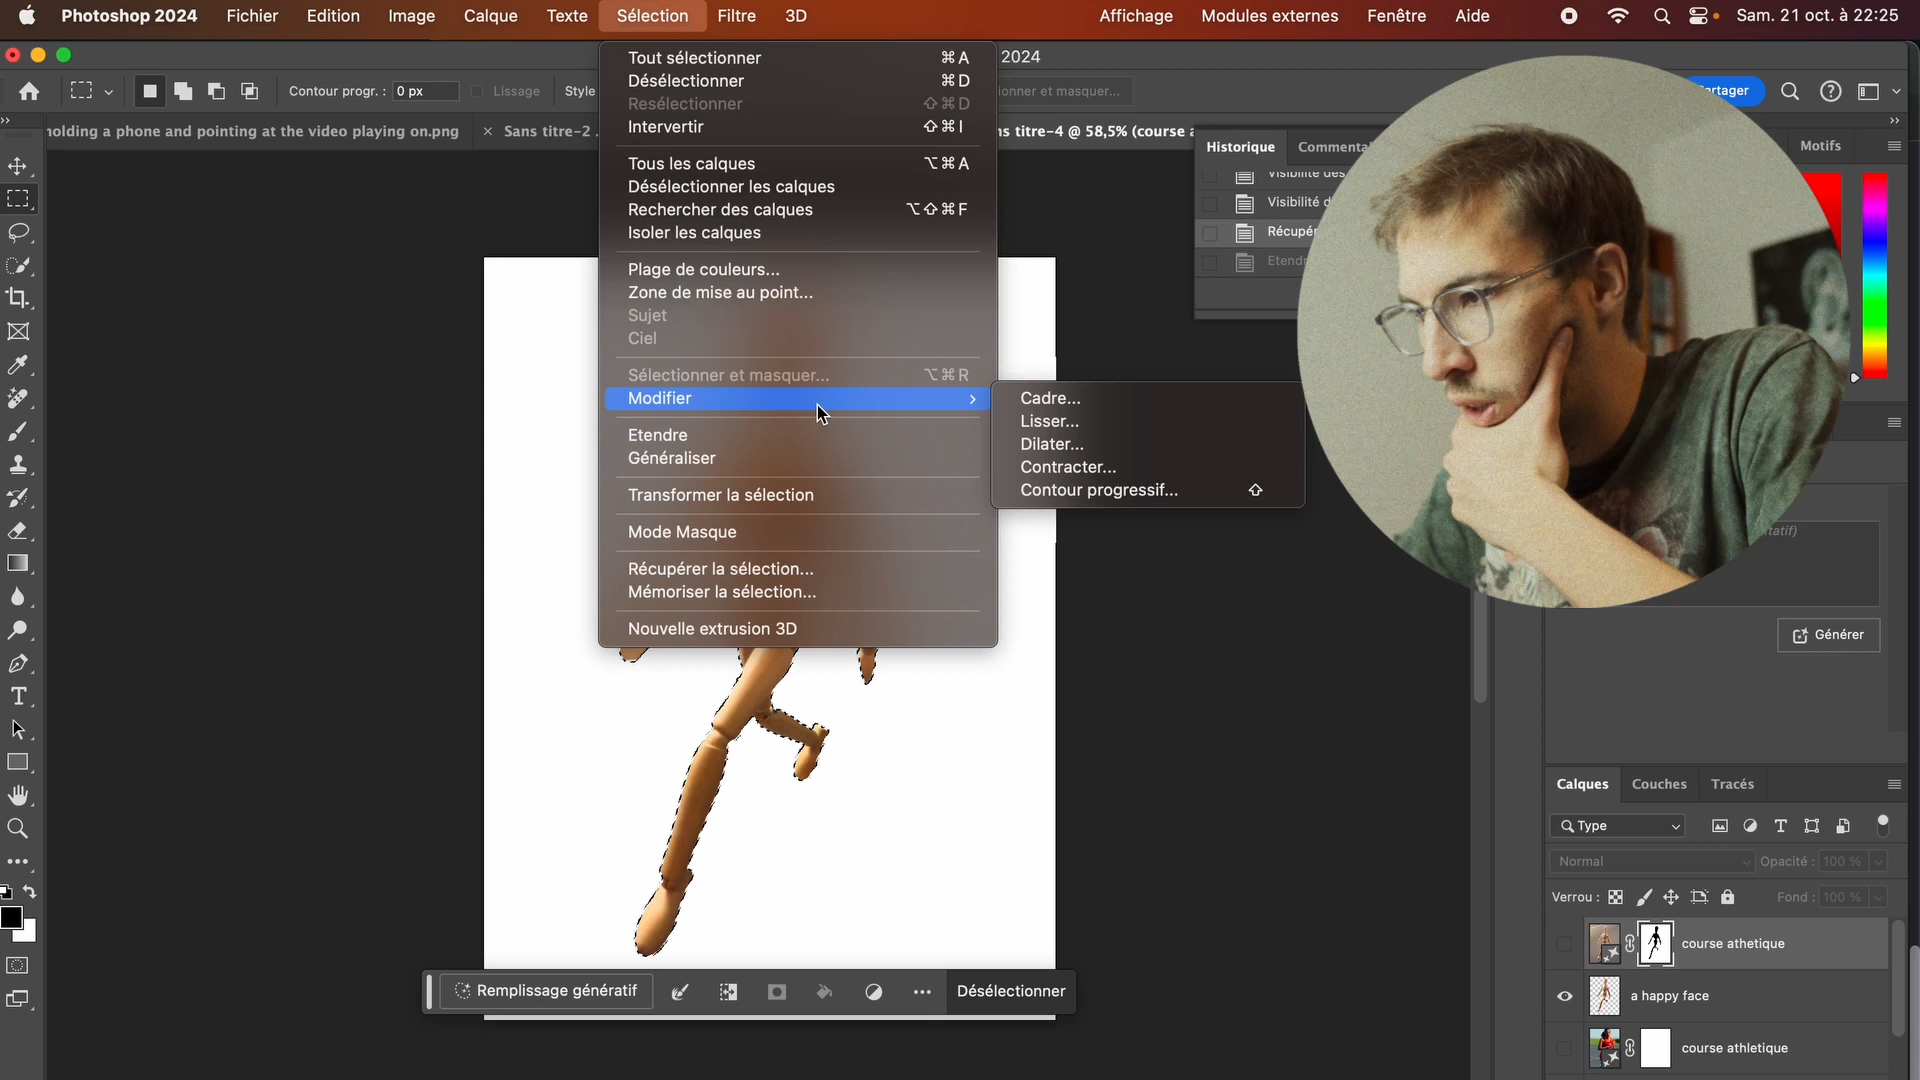 Photoshop 2024 Fichier Edition Image Calque Texte Sélection Filtre 3D Affichage Modules externes Fenêtre Aide Sam. 21 oct. à 22:25
2024
Contour progr. : 0 px Lissage Style
onner et masquer...
artager
holding a phone and pointing at the video playing on.png × Sans titre-2
ns titre-4 @ 58,5% (course a
Tout sélectionner ⌘A
Désélectionner ⌘D
Resélectionner ⇧⌘D
Intervertir ⇧⌘I
Tous les calques ⌥⌘A
Désélectionner les calques
Rechercher des calques ⌥⇧⌘F
Isoler les calques
Plage de couleurs...
Zone de mise au point...
Sujet
Ciel
Sélectionner et masquer... ⌥⌘R
Modifier
Etendre
Généraliser
Transformer la sélection
Mode Masque
Récupérer la sélection...
Mémoriser la sélection...
Nouvelle extrusion 3D
Cadre...
Lisser...
Dilater...
Contracter...
Contour progressif... ⇧
Historique Commenta
Motifs
Visibilité des
Visibilité d
Récupér
Etendr
tatif)
Générer
Calques Couches Tracés
Type
Normal Opacité : 100 %
Verrou : Fond : 100 %
course athetique
a happy face
course athletique
Remplissage génératif Désélectionner